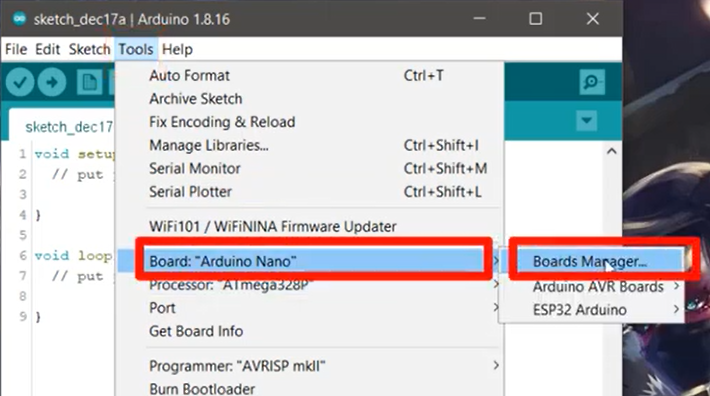 sketch_dec17a | Arduino 1.8.16
File Edit Sketch Tools Help
Auto Format Ctrl+T
Archive Sketch
Fix Encoding & Reload
Manage Libraries... Ctrl+Shift+I
Serial Monitor Ctrl+Shift+M
Serial Plotter Ctrl+Shift+L
WiFi101 / WiFiNINA Firmware Updater
Board: "Arduino Nano"
Processor: "ATmega328P"
Port
Get Board Info
Programmer: "AVRISP mkII"
Burn Bootloader
Boards Manager...
Arduino AVR Boards
ESP32 Arduino
sketch_dec17
1 void setup
2 // put
3
4 }
5
6 void loop
7 // put
8
9 }